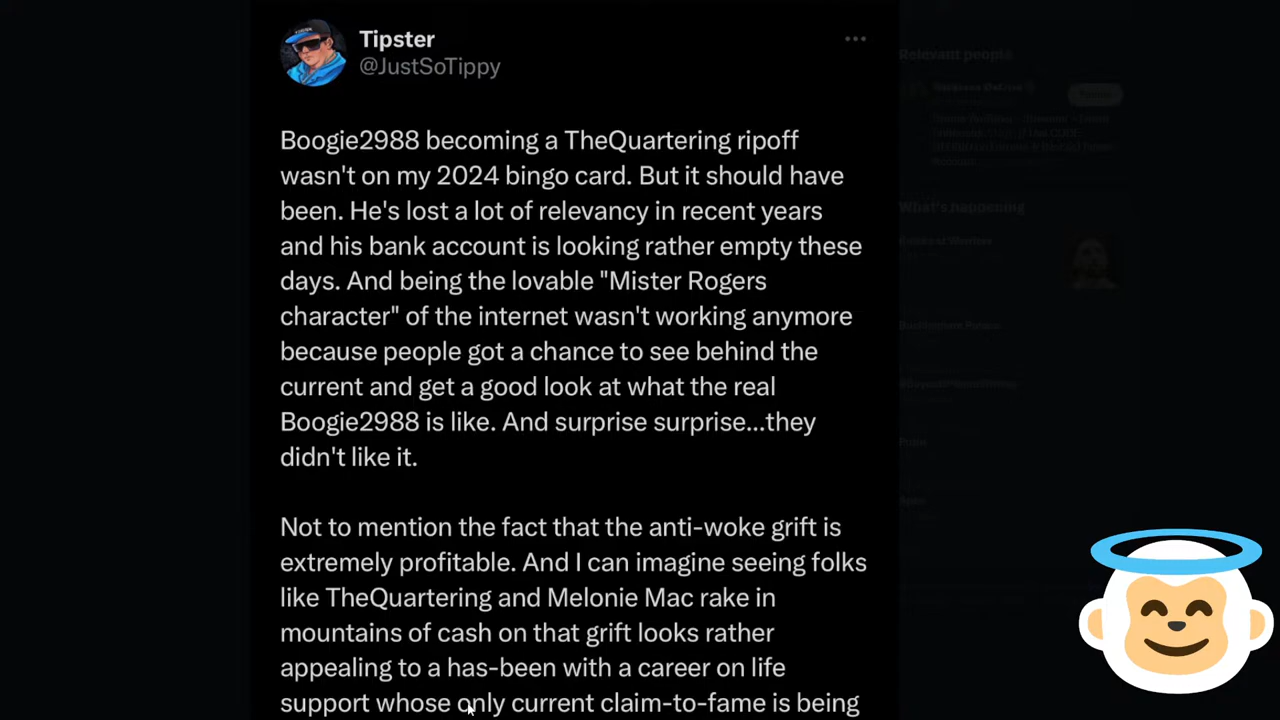 Tipster
@JustSoTippy
Boogie2988 becoming a TheQuartering ripoff
wasn't on my 2024 bingo card. But it should have
been. He's lost a lot of relevancy in recent years
and his bank account is looking rather empty these
days. And being the lovable "Mister Rogers
character" of the internet wasn't working anymore
because people got a chance to see behind the
current and get a good look at what the real
Boogie2988 is like. And surprise surprise...they
didn't like it.
Not to mention the fact that the anti-woke grift is
extremely profitable. And I can imagine seeing folks
like TheQuartering and Melonie Mac rake in
mountains of cash on that grift looks rather
appealing to a has-been with a career on life
support whose only current claim-to-fame is being
Relevant people
What's happening